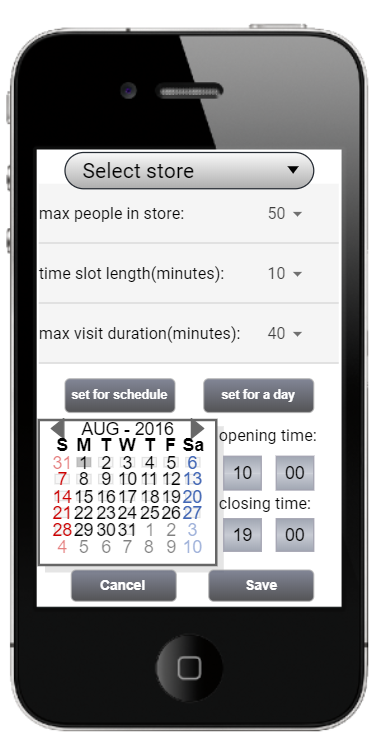 Select store
max people in store: 50
time slot length(minutes): 10
max visit duration(minutes): 40
set for schedule set for a day
AUG - 2016
S M T W T F Sa
31 1 2 3 4 5 6
7 8 9 10 11 12 13
14 15 16 17 18 19 20
21 22 23 24 25 26 27
28 29 30 31 1 2 3
4 5 6 7 8 9 10
opening time:
10 00
closing time:
19 00
Cancel Save